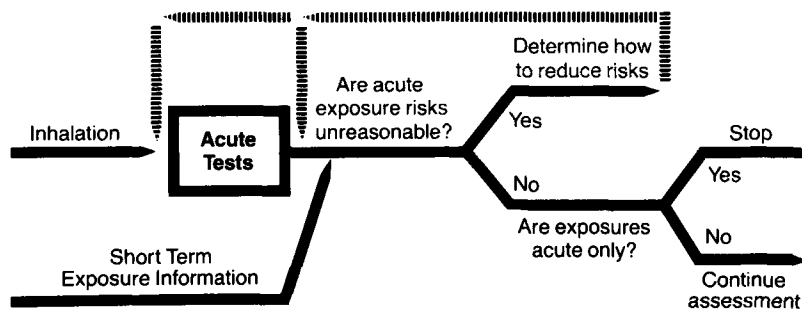 Inhalation
Acute
Tests
Short Term
Exposure Information
Are acute
exposure risks
unreasonable?
Yes
Determine how
to reduce risks
No
Are exposures
acute only?
Yes
Stop
No
Continue
assessment